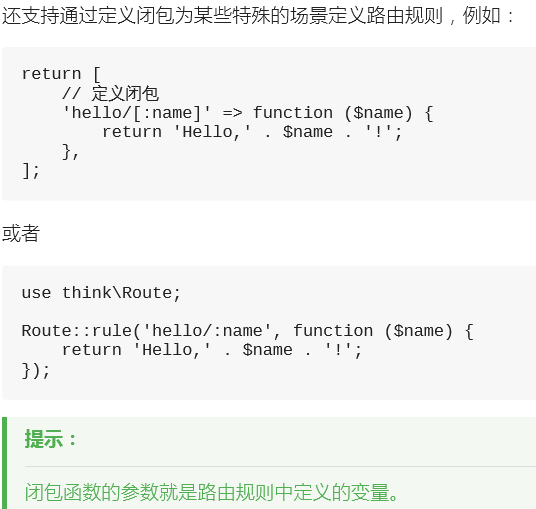 还支持通过定义闭包为某些特殊的场景定义路由规则，例如：
return [
    // 定义闭包
    'hello/[:name]' => function ($name) {
        return 'Hello,' . $name . '!';
    },
];
或者
use think\Route;
Route::rule('hello/:name', function ($name) {
    return 'Hello,' . $name . '!';
});
提示：
闭包函数的参数就是路由规则中定义的变量。